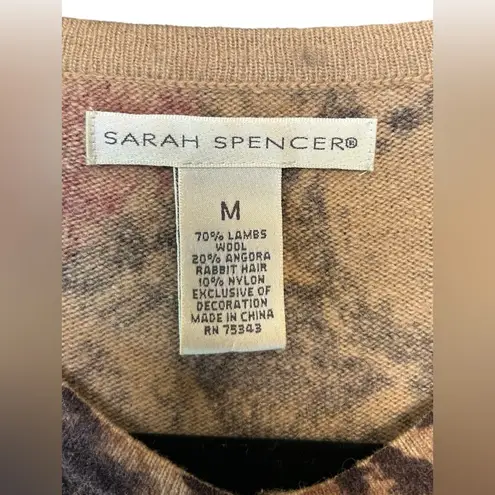 SARAH SPENCER®
M
70% LAMBS
WOOL
20% ANGORA
RABBIT HAIR
10% NYLON
EXCLUSIVE OF
DECORATION
MADE IN CHINA
RN 75343